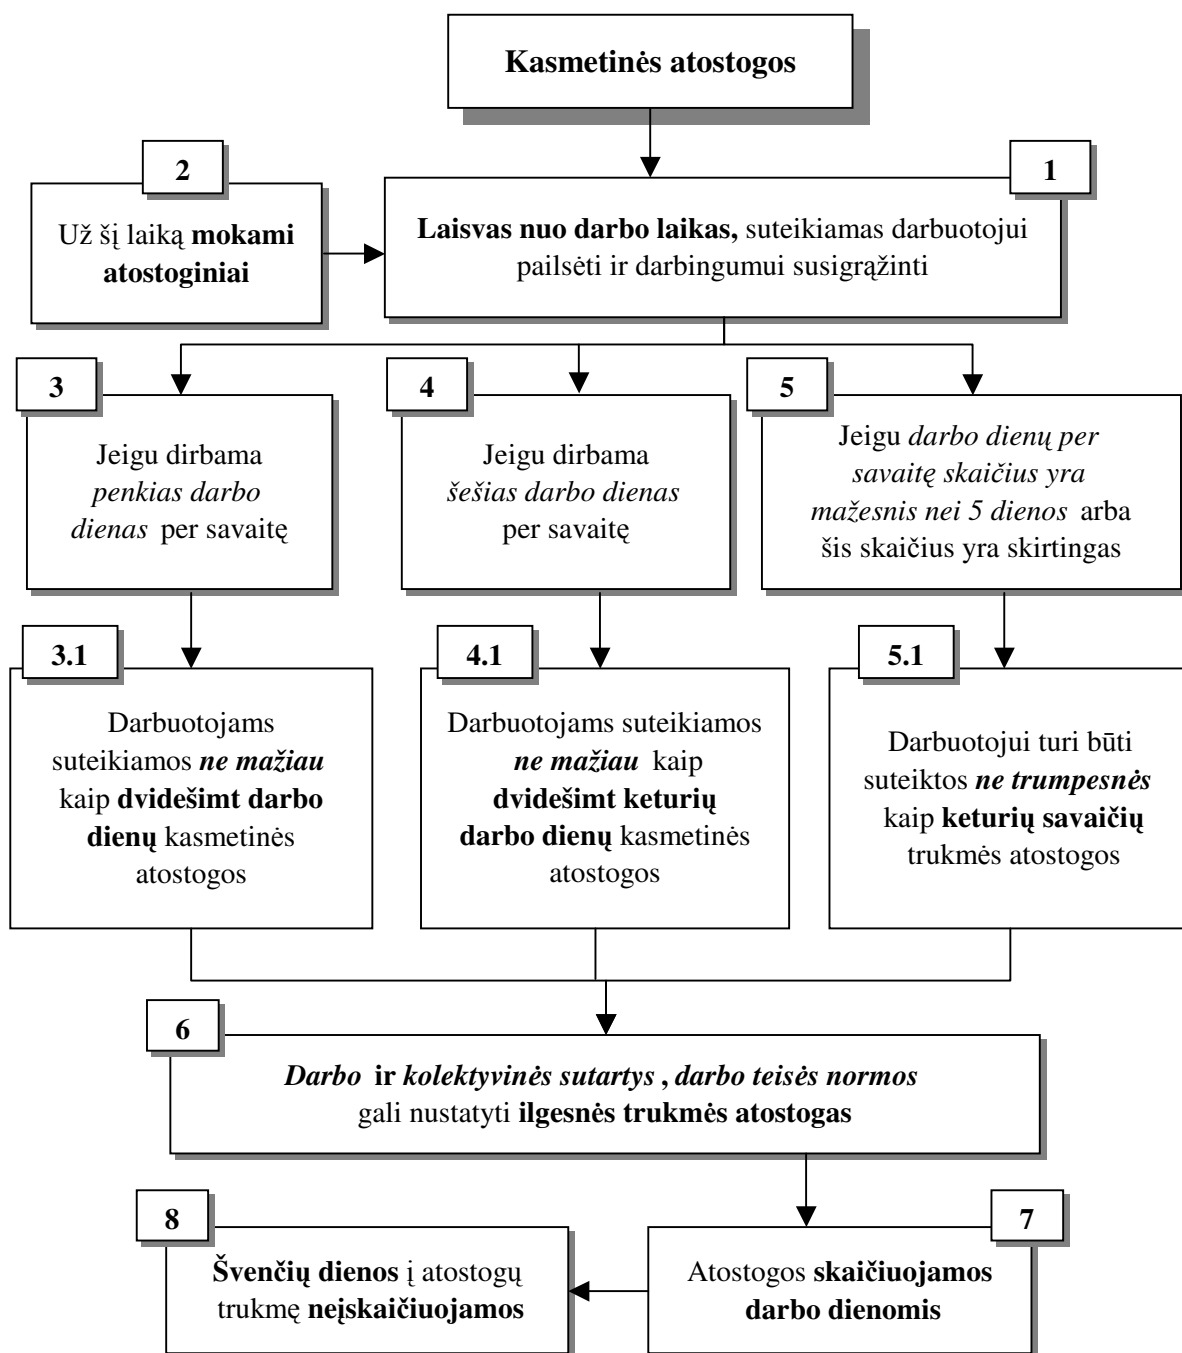 Kasmetinės atostogos
2
Už šį laiką mokami
atostoginiai
1
Laisvas nuo darbo laikas, suteikiamas darbuotojui
pailsėti ir darbingumui susigrąžinti
3
Jeigu dirbama
penkias darbo
dienas per savaitę
4
Jeigu dirbama
šešias darbo dienas
per savaitę
5
Jeigu darbo dienų per
savaitę skaičius yra
mažesnis nei 5 dienos arba
šis skaičius yra skirtingas
3.1
Darbuotojams
suteikiamos ne mažiau
kaip dvidešimt darbo
dienų kasmetinės
atostogos
4.1
Darbuotojams suteikiamos
ne mažiau kaip
dvidešimt keturių
darbo dienų kasmetinės
atostogos
5.1
Darbuotojui turi būti
suteiktos ne trumpesnės
kaip keturių savaičių
trukmės atostogos
6
Darbo ir kolektyvinės sutartys , darbo teisės normos
gali nustatyti ilgesnės trukmės atostogas
8
Švenčių dienos į atostogų
trukmę neįskaičiuojamos
7
Atostogos skaičiuojamos
darbo dienomis